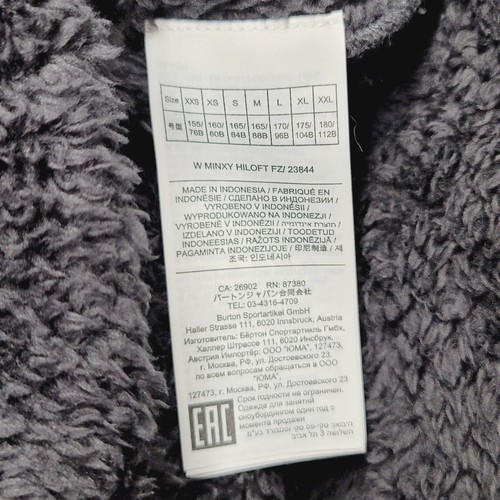 Size XXS XS S M L XL XXL
号型 155/76B 160/80B 165/84B 165/88B 170/96B 175/104B 180/112B
W MINXY HILOFT FZ/ 23844
MADE IN INDONESIA / FABRIQUÉ EN
INDONÉSIE / СДЕЛАНО В ИНДОНЕЗИИ /
VYROBENO V INDONÉSII /
WYPRODUKOWANO NA INDONEZJI /
VYROBENÉ V INDONÉZII /
IZDELANO V INDONEZIJI / TOODETUD
INDONEESIAS / RAŽOTS INDONĒZIJĀ /
PAGAMINTA INDONEZIJOJE / 印尼制造 / 제
조국: 인도네시아
CA: 26902 RN: 87380
バートンジャパン合同会社
TEL: 03-4316-4709
Burton Sportartikel GmbH
Haller Strasse 111, 6020 Innsbruck, Austria
Изготовитель: Бёртон Спортартикль Гмбх,
Халлер Штрассе 111, 6020 Инсбрук,
Австрия Импортёр: ООО "ЮМА", 127473,
г. Москва, РФ, ул. Достоевского 23,
по всем вопросам обращаться в ООО
"ЮМА",
127473, г. Москва, РФ, ул. Достоевского 23
Срок годности не ограничен.
Одежда для занятий
сноубордингом один год с
момента продажи
EAC